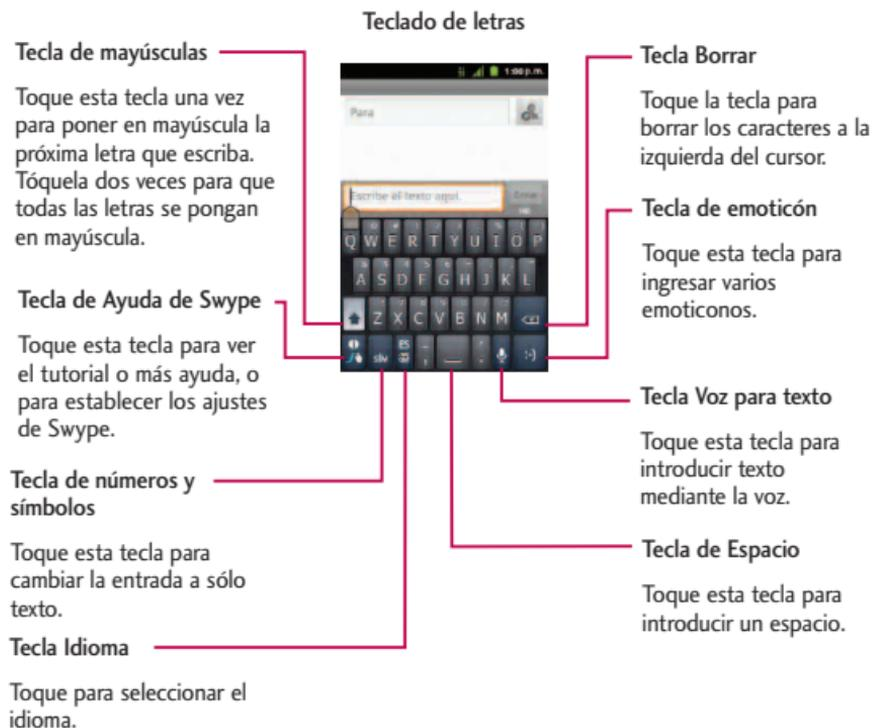 Teclado de letras
Tecla de mayúsculas
Toque esta tecla una vez
para poner en mayúscula la
próxima letra que escriba.
Tóquela dos veces para que
todas las letras se pongan
en mayúscula.
Tecla de Ayuda de Swype
Toque esta tecla para ver
el tutorial o más ayuda, o
para establecer los ajustes
de Swype.
Tecla de números y
símbolos
Toque esta tecla para
cambiar la entrada a sólo
texto.
Tecla Idioma
Toque para seleccionar el
idioma.
1:00 p.m.
Para
Escribe el texto aquí.
Q W E R T Y U I O P
A S D F G H J K L
Z X C V B N M
ES
:-)
Tecla Borrar
Toque la tecla para
borrar los caracteres a la
izquierda del cursor.
Tecla de emoticón
Toque esta tecla para
ingresar varios
emoticonos.
Tecla Voz para texto
Toque esta tecla para
introducir texto
mediante la voz.
Tecla de Espacio
Toque esta tecla para
introducir un espacio.